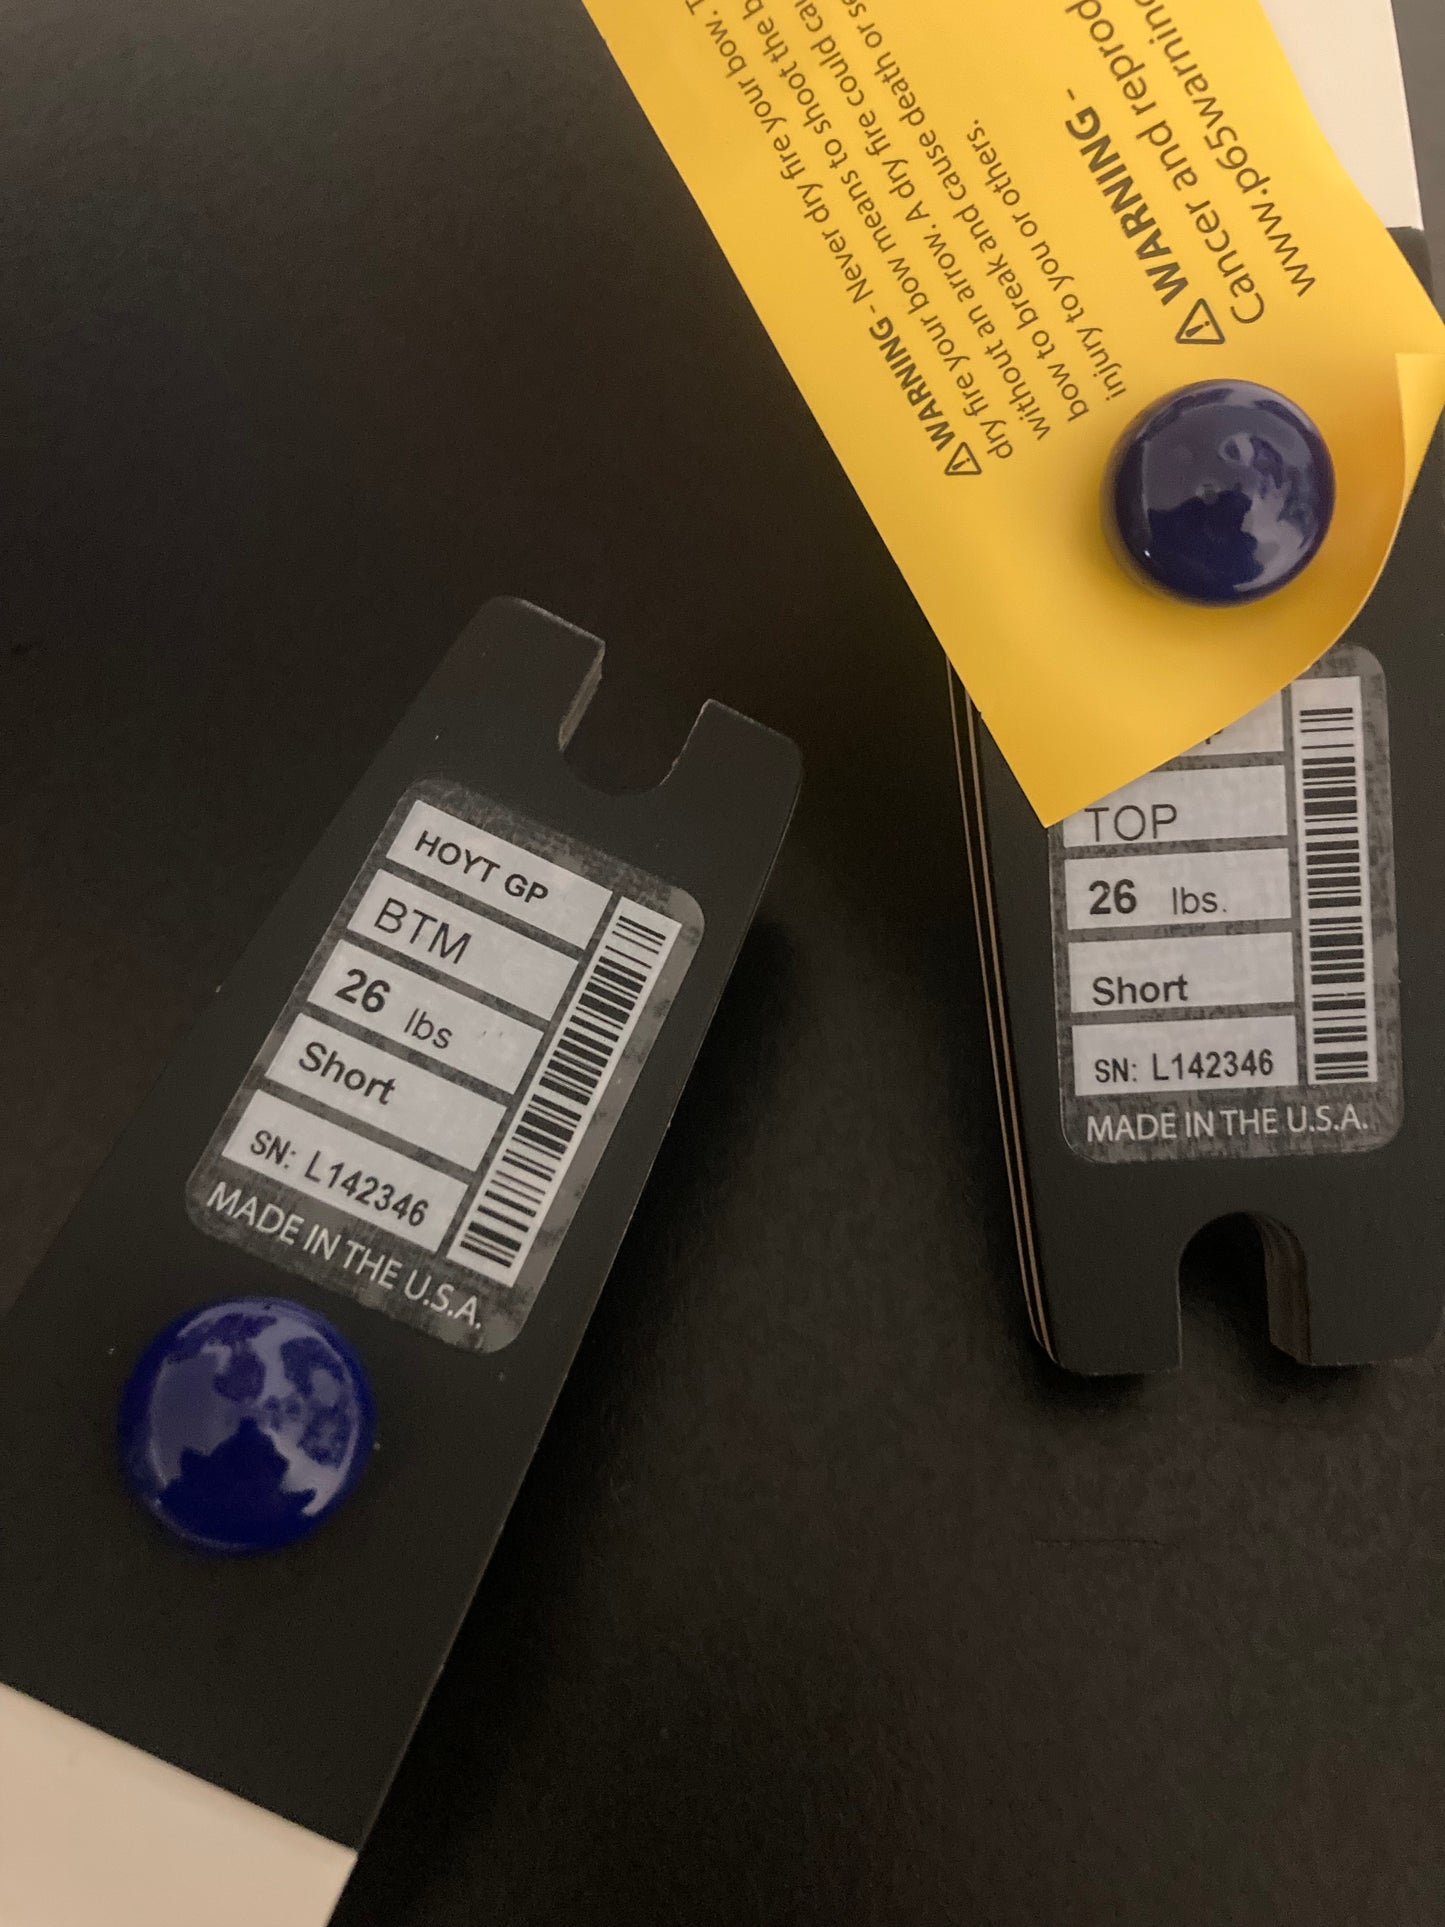 HOYT GP
BTM
26 lbs
Short
SN: L142346
MADE IN THE U.S.A.
WARNING - Never dry fire your bow.
dry fire your bow means to shoot the
without an arrow. A dry fire could
bow to break and cause death or
injury to you or others.
WARNING -
Cancer and
www.p65warning
TOP
26 lbs.
Short
SN: L142346
MADE IN THE U.S.A.